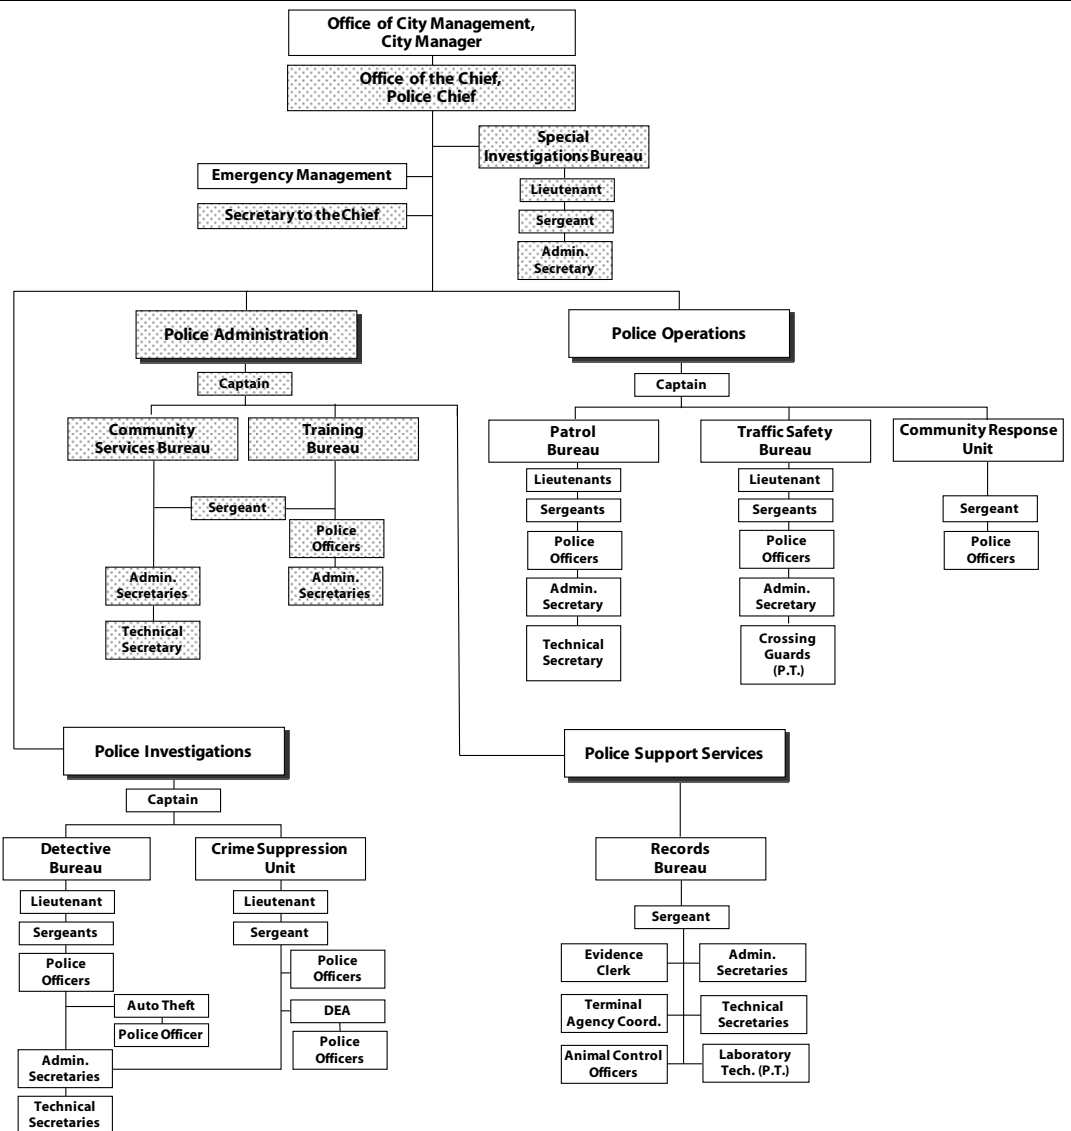 Office of City Management,
City Manager
Office of the Chief,
Police Chief
Special
Investigations Bureau
Emergency Management
Lieutenant
Secretary to the Chief
Sergeant
Admin.
Secretary
Police Administration
Captain
Community
Services Bureau
Training
Bureau
Sergeant
Police
Officers
Admin.
Secretaries
Admin.
Secretaries
Technical
Secretary
Police Operations
Captain
Patrol
Bureau
Lieutenants
Sergeants
Police
Officers
Admin.
Secretary
Technical
Secretary
Traffic Safety
Bureau
Lieutenant
Sergeants
Police
Officers
Admin.
Secretary
Crossing
Guards
(P.T.)
Community Response
Unit
Sergeant
Police
Officers
Police Investigations
Captain
Detective
Bureau
Lieutenant
Sergeants
Police
Officers
Auto Theft
Police Officer
Admin.
Secretaries
Technical
Secretaries
Crime Suppression
Unit
Lieutenant
Sergeant
Police
Officers
DEA
Police
Officers
Police Support Services
Records
Bureau
Sergeant
Evidence
Clerk
Admin.
Secretaries
Terminal
Agency Coord.
Technical
Secretaries
Animal Control
Officers
Laboratory
Tech. (P.T.)